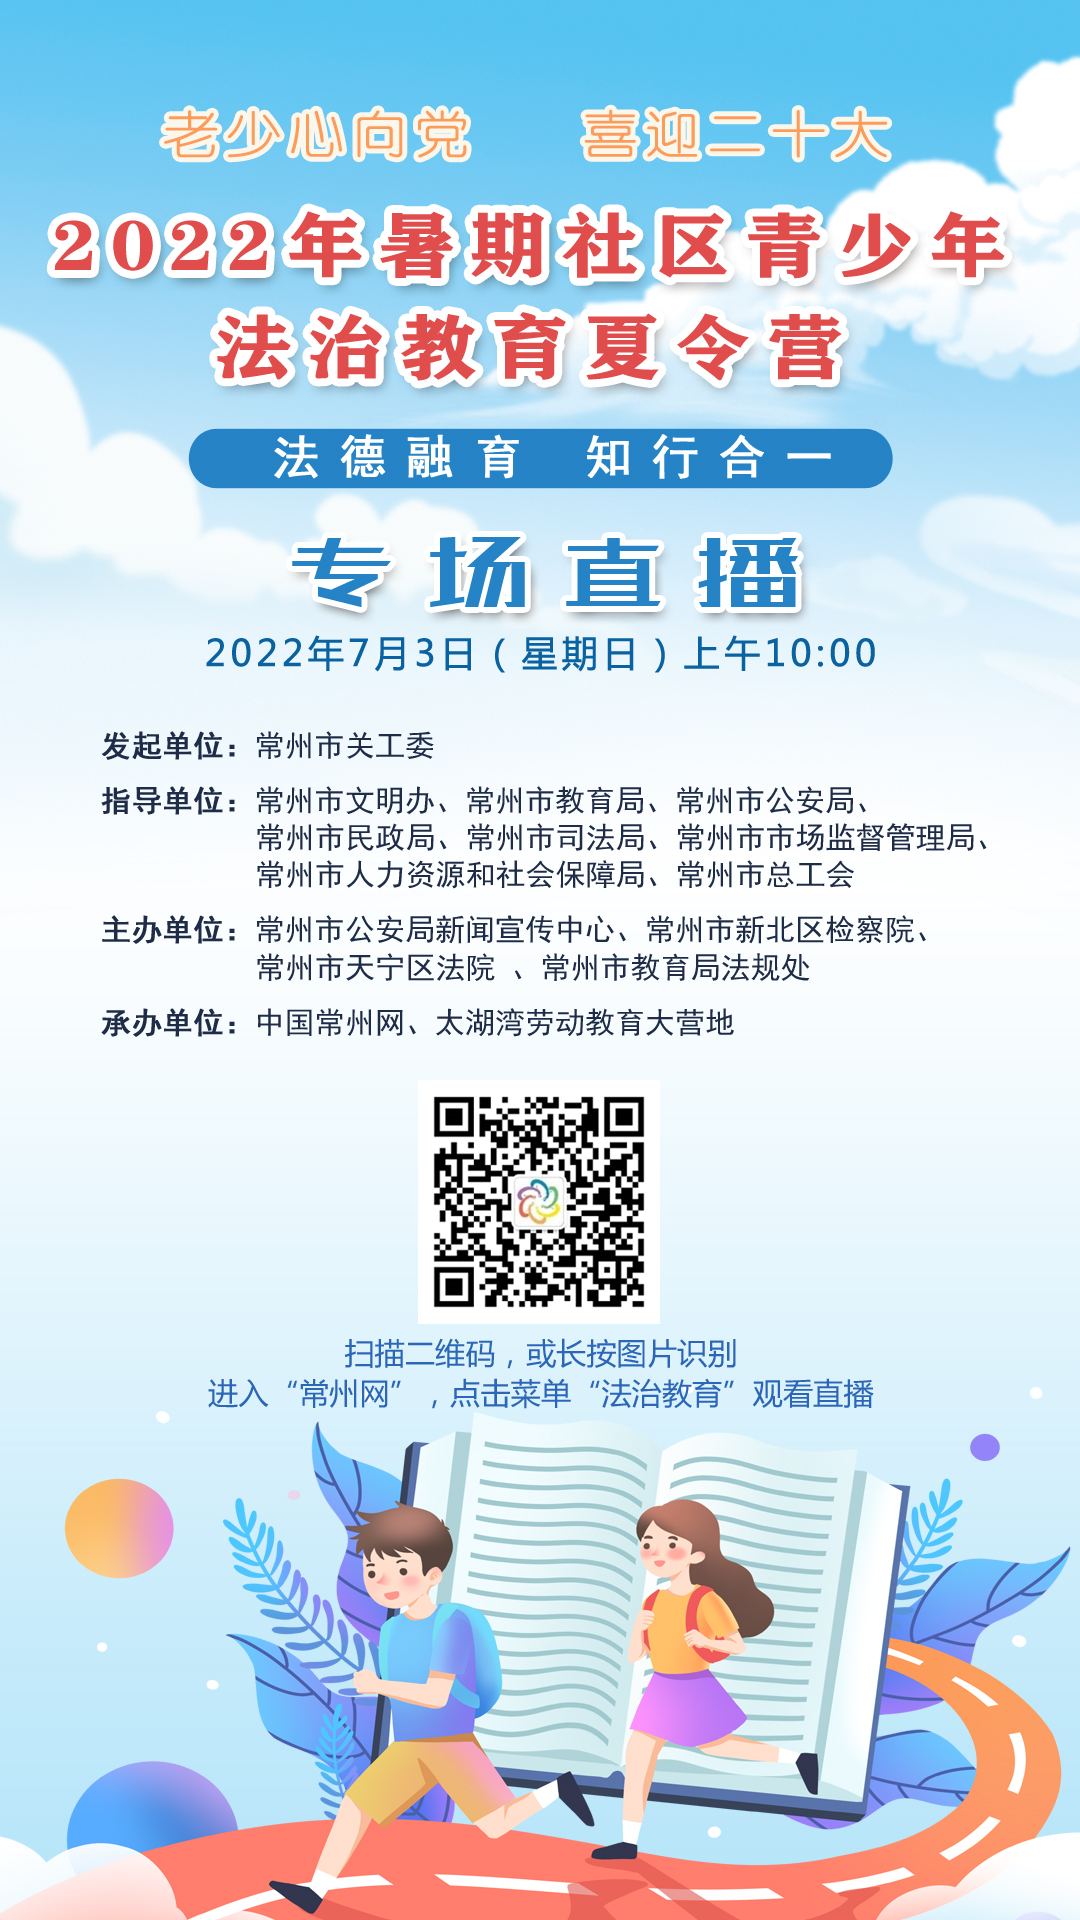 老少心向党 喜迎二十大
2022年暑期社区青少年
法治教育夏令营
法德融育 知行合一
专场直播
2022年7月3日（星期日）上午10:00
发起单位：常州市关工委
指导单位：常州市文明办、常州市教育局、常州市公安局、
常州市民政局、常州市司法局、常州市市场监督管理局、
常州市人力资源和社会保障局、常州市总工会
主办单位：常州市公安局新闻宣传中心、常州市新北区检察院、
常州市天宁区法院 、常州市教育局法规处
承办单位：中国常州网、太湖湾劳动教育大营地
扫描二维码，或长按图片识别
进入“常州网”，点击菜单“法治教育”观看直播